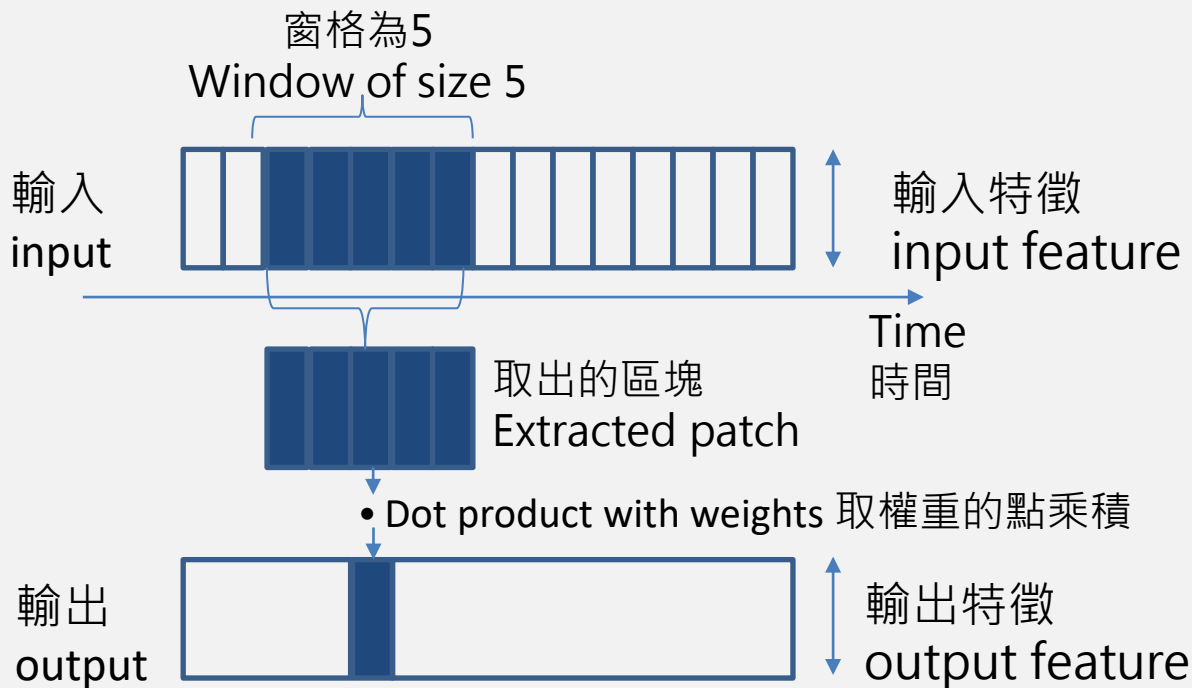 窗格為5
Window of size 5
輸入
input
輸入特徵
input feature
Time
時間
取出的區塊
Extracted patch
• Dot product with weights 取權重的點乘積
輸出
output
輸出特徵
output feature